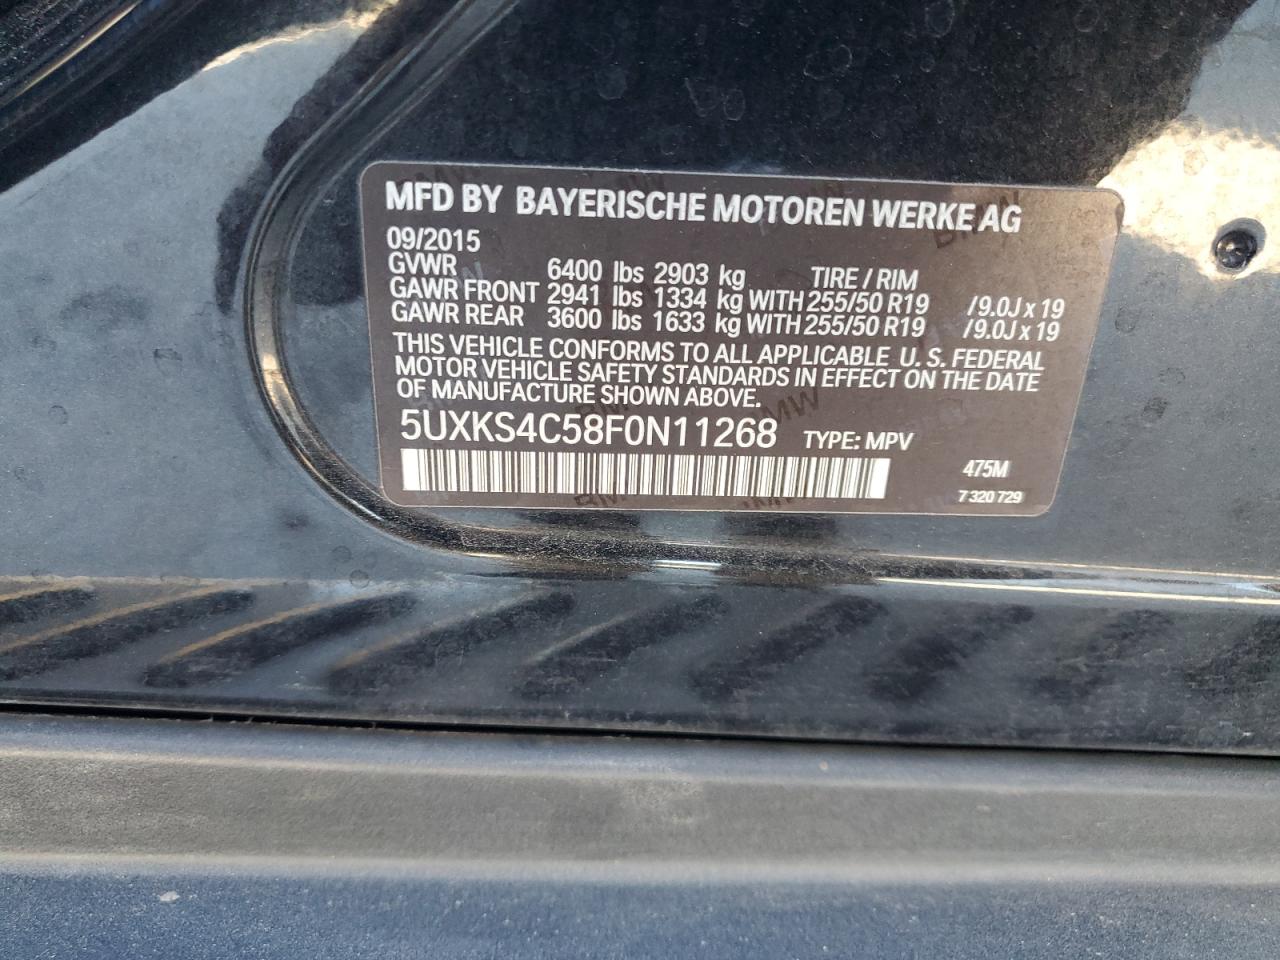 MFD BY BAYERISCHE MOTOREN WERKE AG
09/2015
GVWR 6400 lbs 2903 kg TIRE / RIM
GAWR FRONT 2941 lbs 1334 kg WITH 255/50 R19 /9.0J x 19
GAWR REAR 3600 lbs 1633 kg WITH 255/50 R19 /9.0J x 19
THIS VEHICLE CONFORMS TO ALL APPLICABLE U. S. FEDERAL
MOTOR VEHICLE SAFETY STANDARDS IN EFFECT ON THE DATE
OF MANUFACTURE SHOWN ABOVE.
5UXKS4C58F0N11268 TYPE: MPV
475M
7 320 729